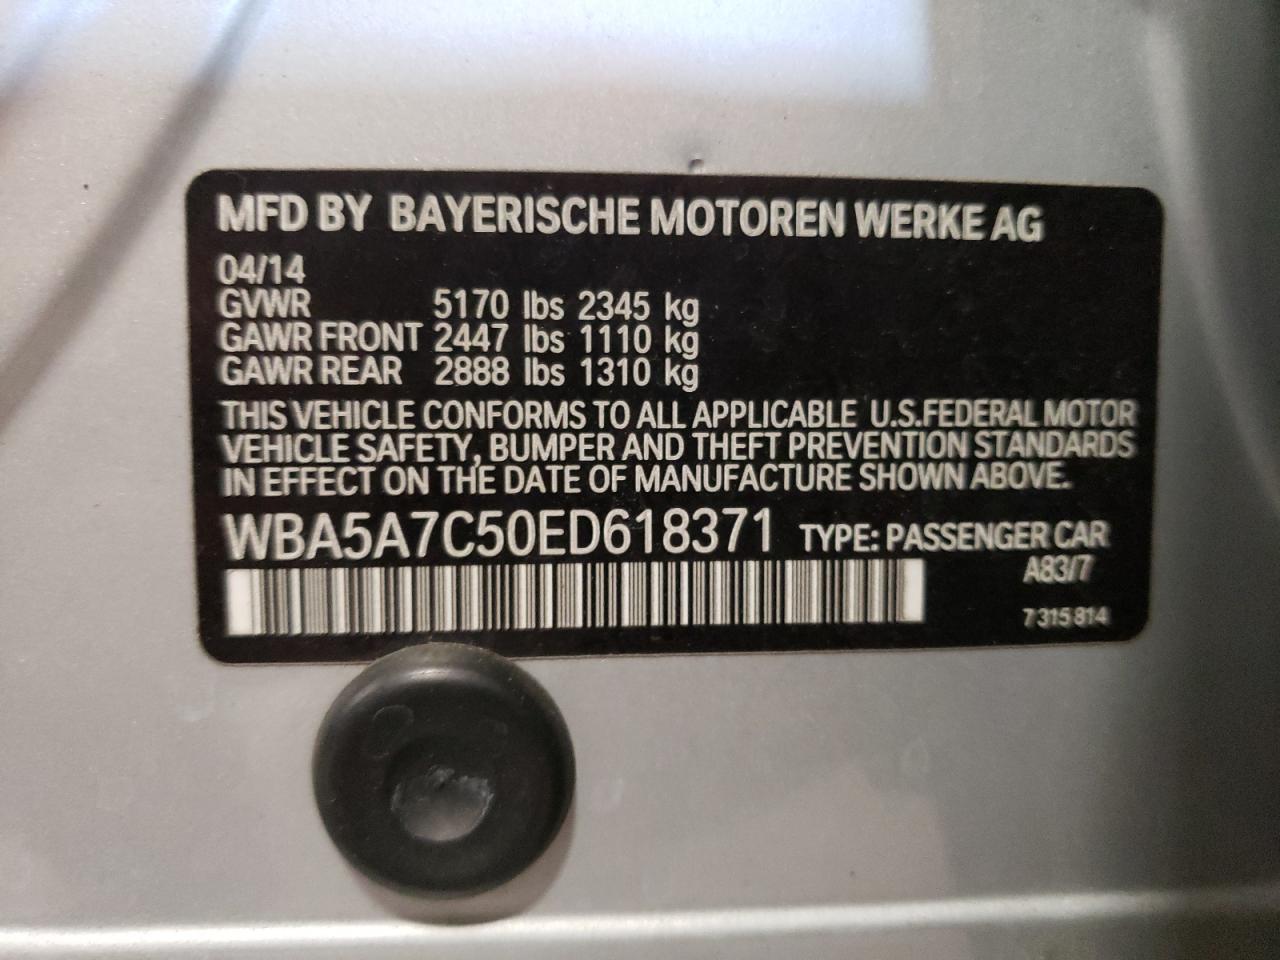 MFD BY BAYERISCHE MOTOREN WERKE AG
04/14
GVWR 5170 lbs 2345 kg
GAWR FRONT 2447 lbs 1110 kg
GAWR REAR 2888 lbs 1310 kg
THIS VEHICLE CONFORMS TO ALL APPLICABLE U.S.FEDERAL MOTOR
VEHICLE SAFETY, BUMPER AND THEFT PREVENTION STANDARDS
IN EFFECT ON THE DATE OF MANUFACTURE SHOWN ABOVE.
WBA5A7C50ED618371 TYPE: PASSENGER CAR
A83/7
7 315 814